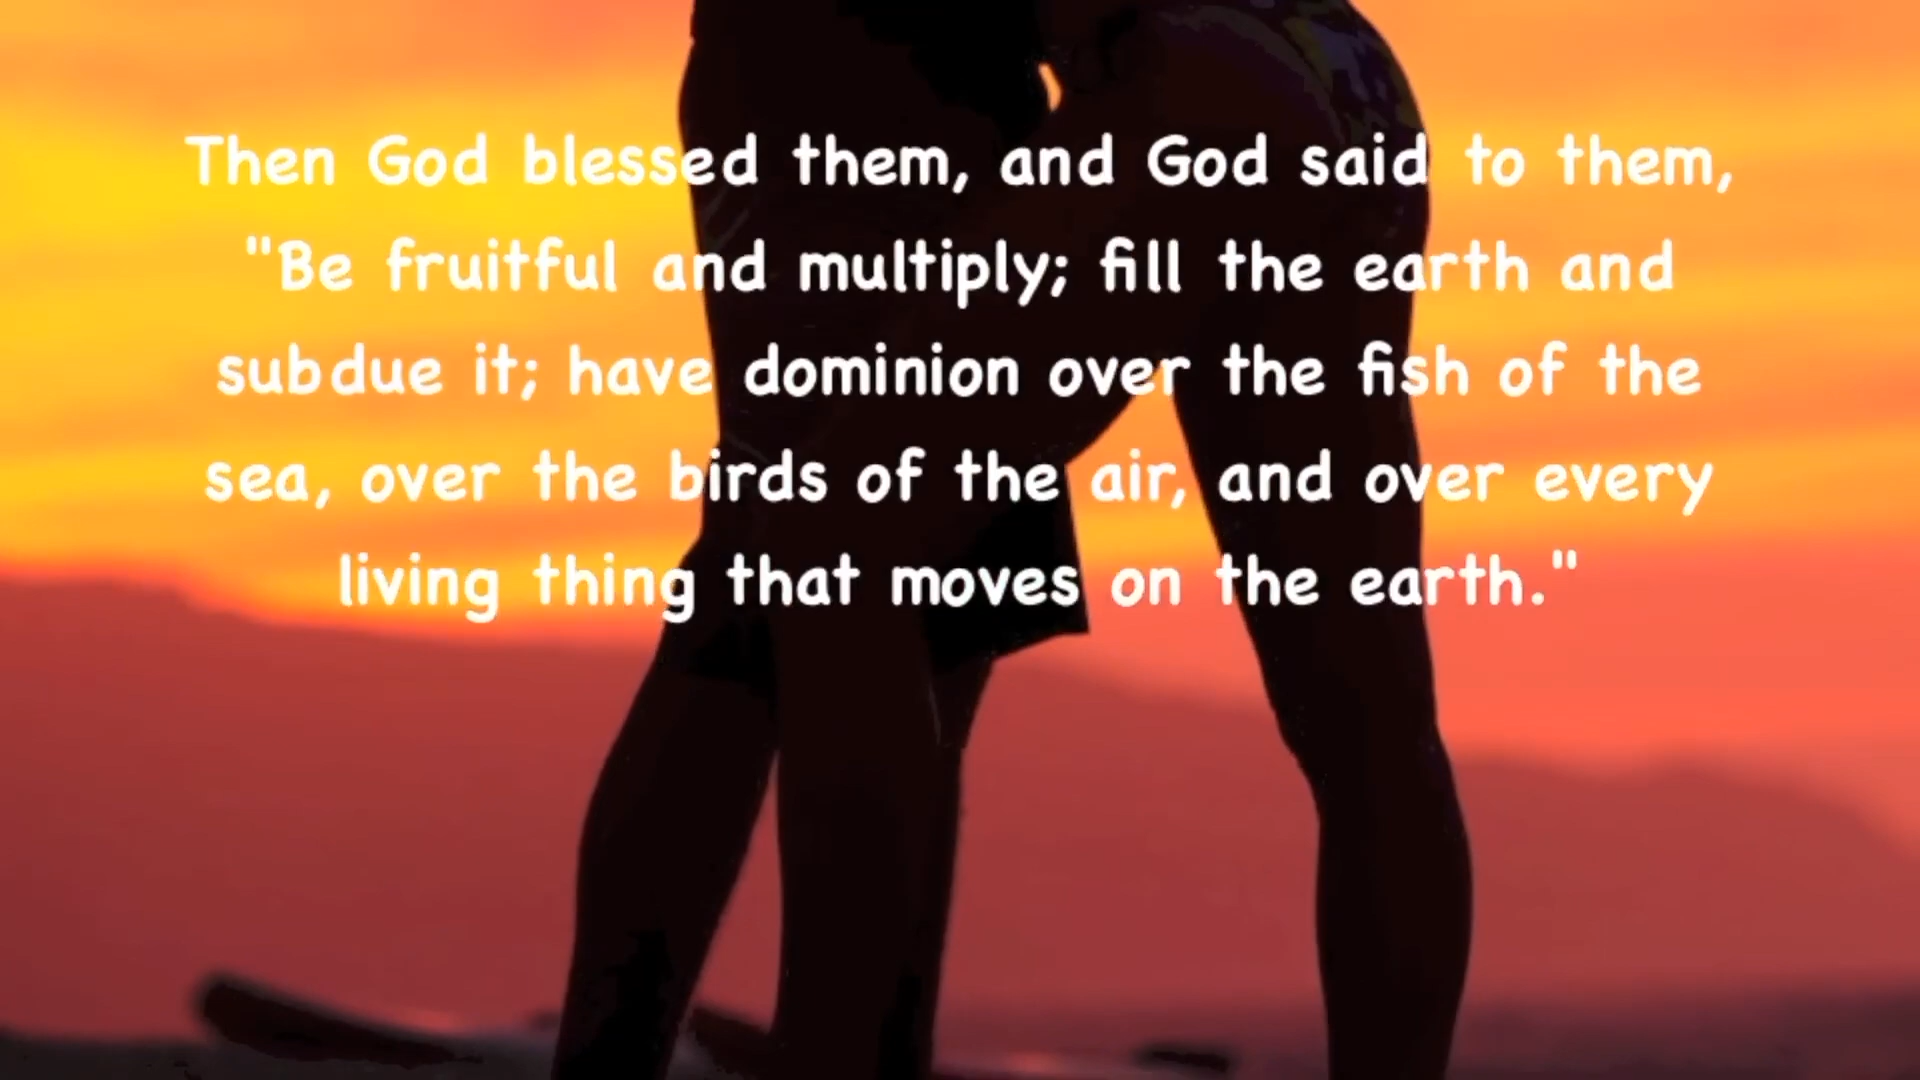 Then God blessed them, and God said to them,
"Be fruitful and multiply; fill the earth and
subdue it; have dominion over the fish of the
sea, over the birds of the air, and over every
living thing that moves on the earth."